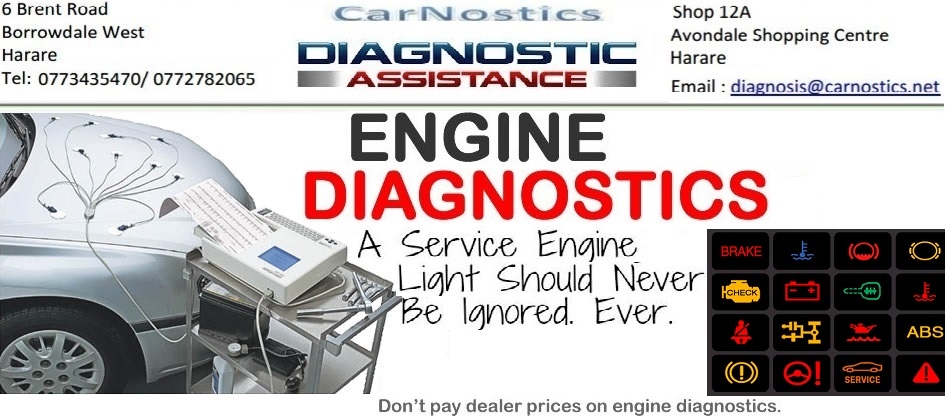 6 Brent Road
Borrowdale West
Harare
Tel: 0773435470/ 0772782065
CarNostics
DIAGNOSTIC
ASSISTANCE
Shop 12A
Avondale Shopping Centre
Harare
Email : diagnosis@carnostics.net
ENGINE
DIAGNOSTICS
A Service Engine
Light Should Never
Be Ignored. Ever.
BRAKE
CHECK
ABS
SERVICE
Don't pay dealer prices on engine diagnostics.